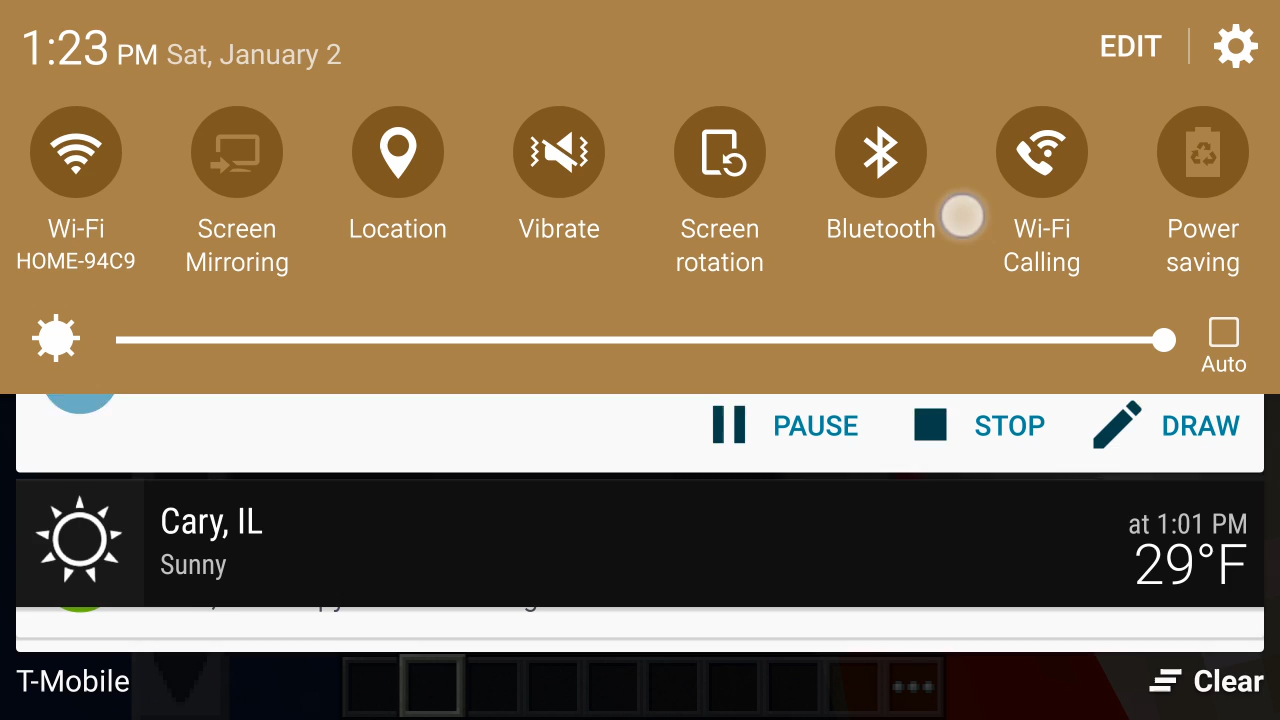 1:23 PM Sat, January 2
EDIT
Wi-Fi
HOME-94C9
Screen
Mirroring
Location
Vibrate
Screen
rotation
Bluetooth
Wi-Fi
Calling
Power
saving
Auto
PAUSE
STOP
DRAW
Cary, IL
Sunny
at 1:01 PM
29°F
T-Mobile
Clear